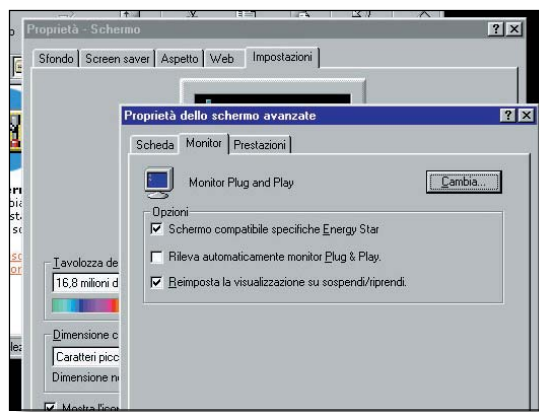 Proprietà - Schermo
Sfondo Screen saver Aspetto Web Impostazioni
Proprietà dello schermo avanzate
Scheda Monitor Prestazioni
Monitor Plug and Play
Cambia...
Opzioni
Schermo compatibile specifiche Energy Star
Rileva automaticamente monitor Plug & Play.
Reimposta la visualizzazione su sospendi/riprendi.
Tavolozza de
16,8 milioni d
Dimensione c
Caratteri picc
Dimensione
Mostra